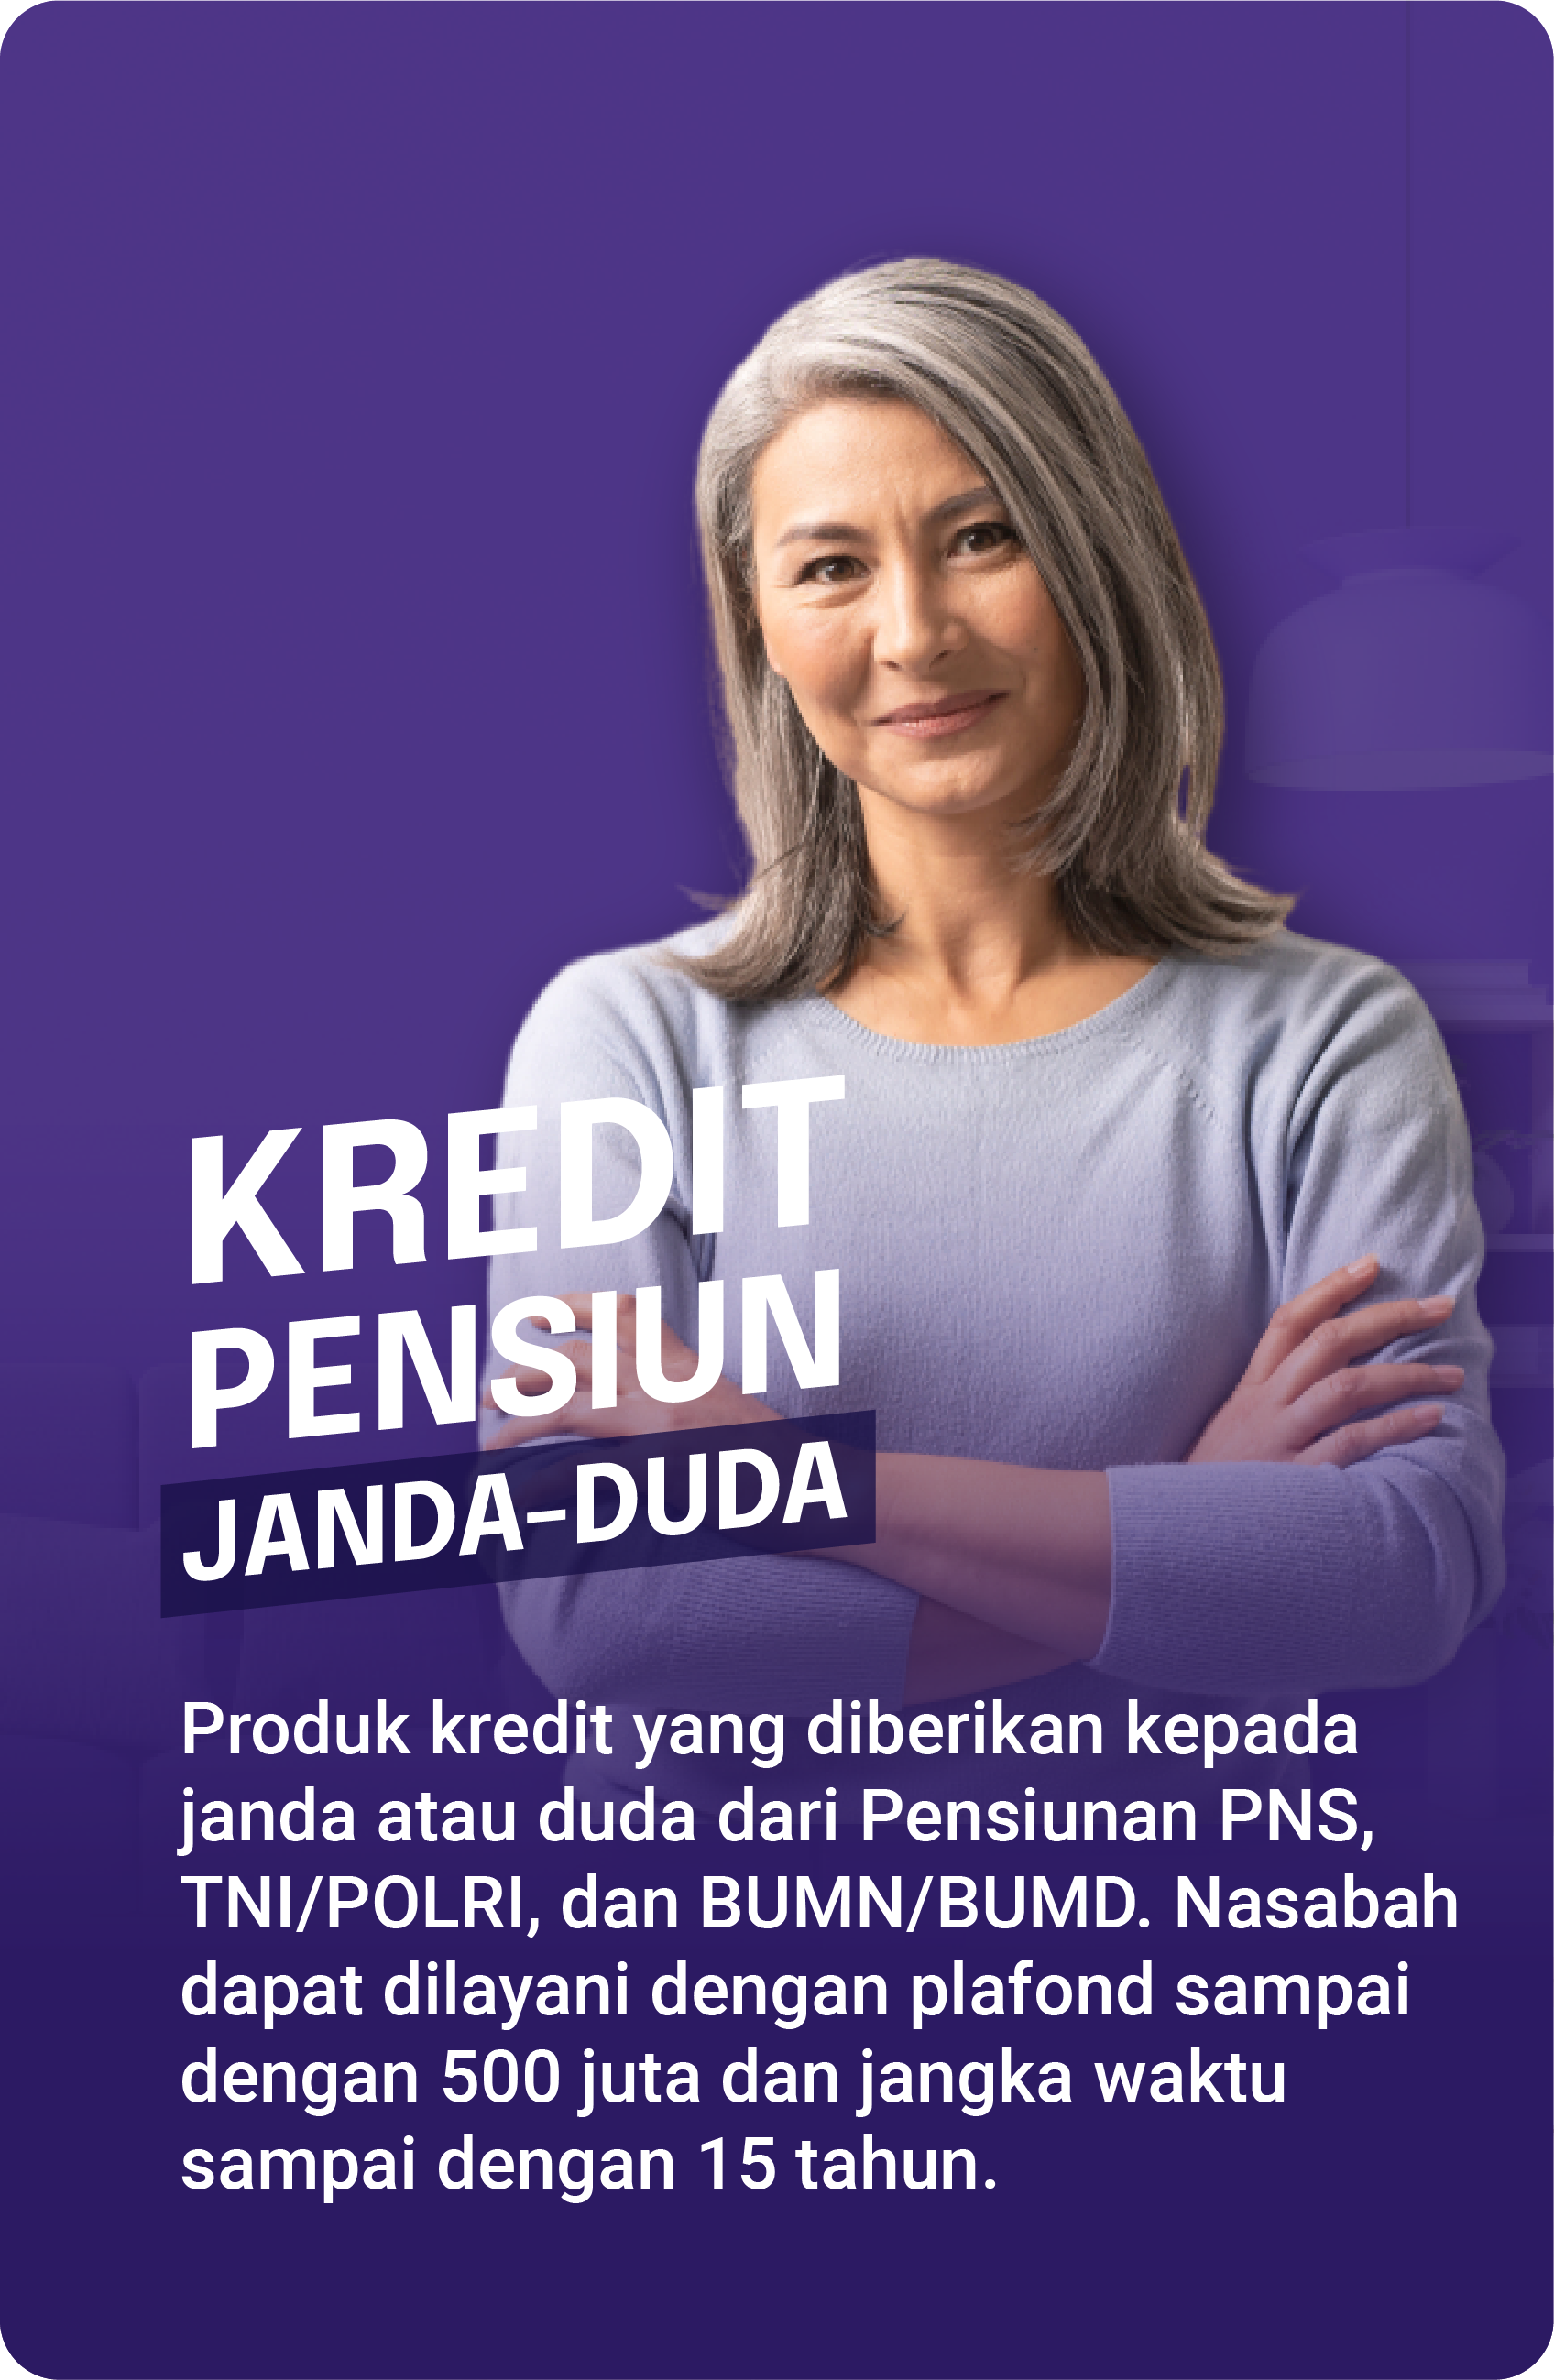 KREDIT
PENSIUN
JANDA-DUDA
Produk kredit yang diberikan kepada
janda atau duda dari Pensiunan PNS,
TNI/POLRI, dan BUMN/BUMD. Nasabah
dapat dilayani dengan plafond sampai
dengan 500 juta dan jangka waktu
sampai dengan 15 tahun.